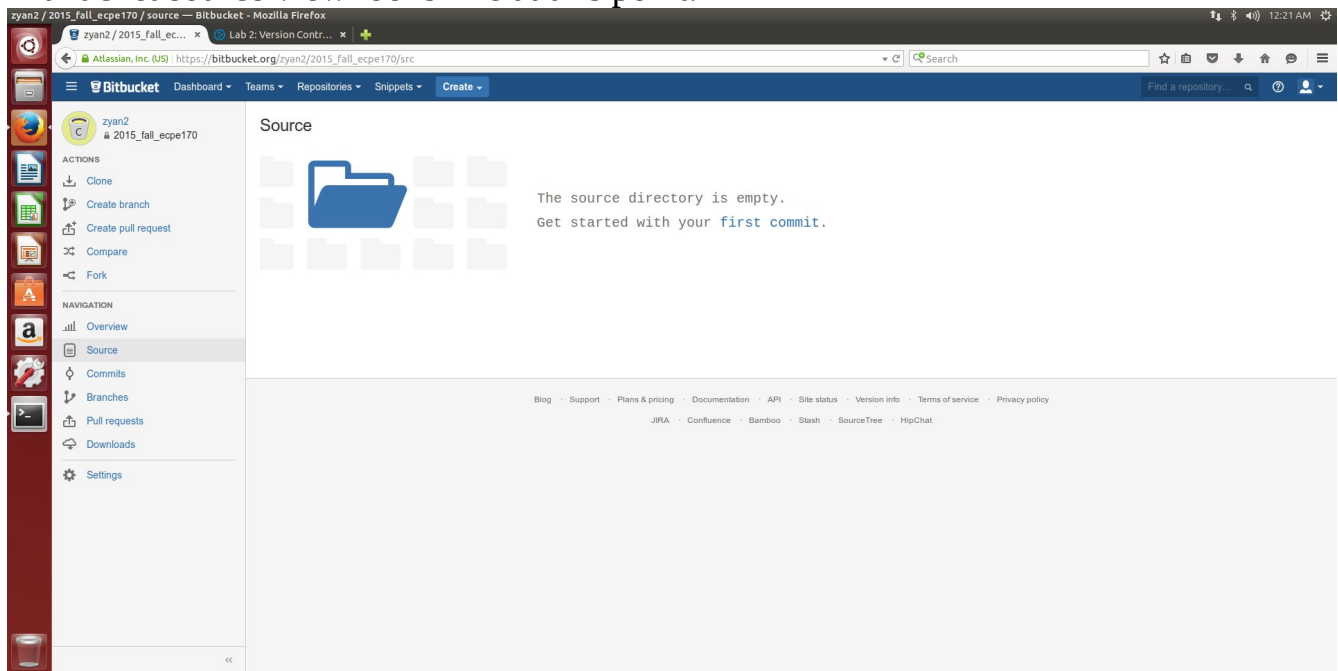 zyan2 / 2015_fall_ecpe170 / source — Bitbucket - Mozilla Firefox
12:21 AM
zyan2 / 2015_fall_ec... ×
Lab 2: Version Contr... ×
Atlassian, Inc. (US) https://bitbucket.org/zyan2/2015_fall_ecpe170/src
Search
Bitbucket Dashboard Teams Repositories Snippets Create
Find a repository...
zyan2
2015_fall_ecpe170
ACTIONS
Clone
Create branch
Create pull request
Compare
Fork
NAVIGATION
Overview
Source
Commits
Branches
Pull requests
Downloads
Settings
Source
The source directory is empty.
Get started with your first commit.
Blog · Support · Plans & pricing · Documentation · API · Site status · Version info · Terms of service · Privacy policy
JIRA · Confluence · Bamboo · Stash · SourceTree · HipChat